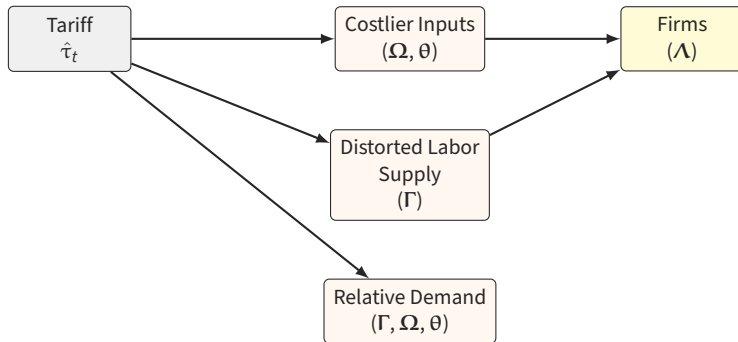 Tariff
τ̂ₜ
Costlier Inputs
(Ω, θ)
Firms
(Λ)
Distorted Labor
Supply
(Γ)
Relative Demand
(Γ, Ω, θ)